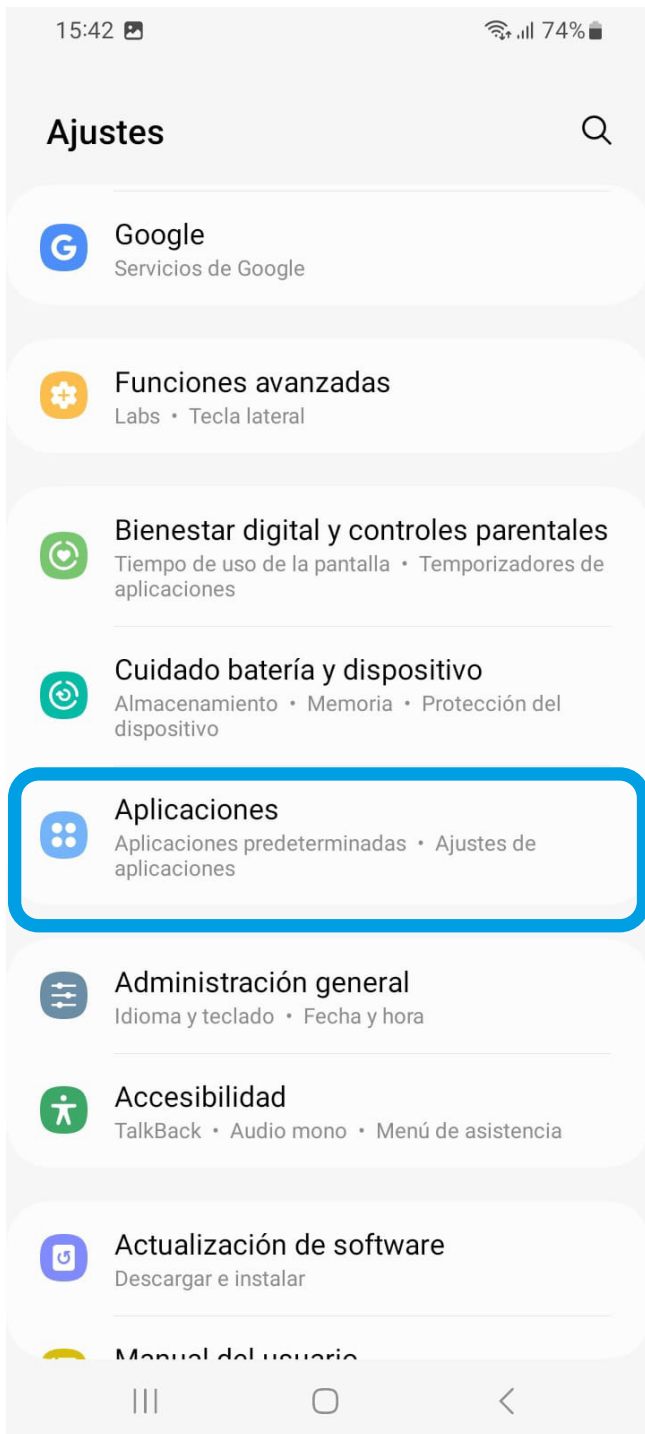 15:42
74%
Ajustes
Google
Servicios de Google
Funciones avanzadas
Labs • Tecla lateral
Bienestar digital y controles parentales
Tiempo de uso de la pantalla • Temporizadores de
aplicaciones
Cuidado batería y dispositivo
Almacenamiento • Memoria • Protección del
dispositivo
Aplicaciones
Aplicaciones predeterminadas • Ajustes de
aplicaciones
Administración general
Idioma y teclado • Fecha y hora
Accesibilidad
TalkBack • Audio mono • Menú de asistencia
Actualización de software
Descargar e instalar
Manual del usuario